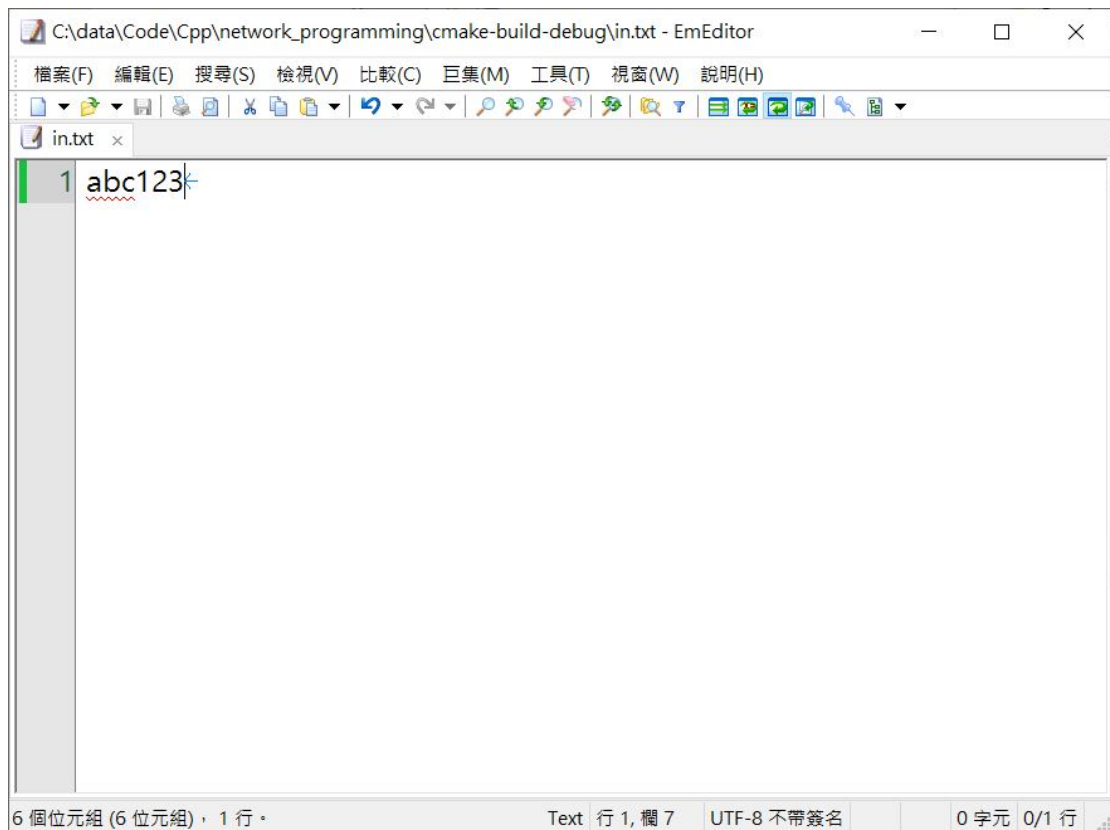 C:\data\Code\Cpp\network_programming\cmake-build-debug\in.txt - EmEditor
檔案(F) 編輯(E) 搜尋(S) 檢視(V) 比較(C) 巨集(M) 工具(T) 視窗(W) 說明(H)
in.txt
1 abc123
6 個位元組 (6 位元組)，1 行。 Text 行 1, 欄 7 UTF-8 不帶簽名 0 字元 0/1 行